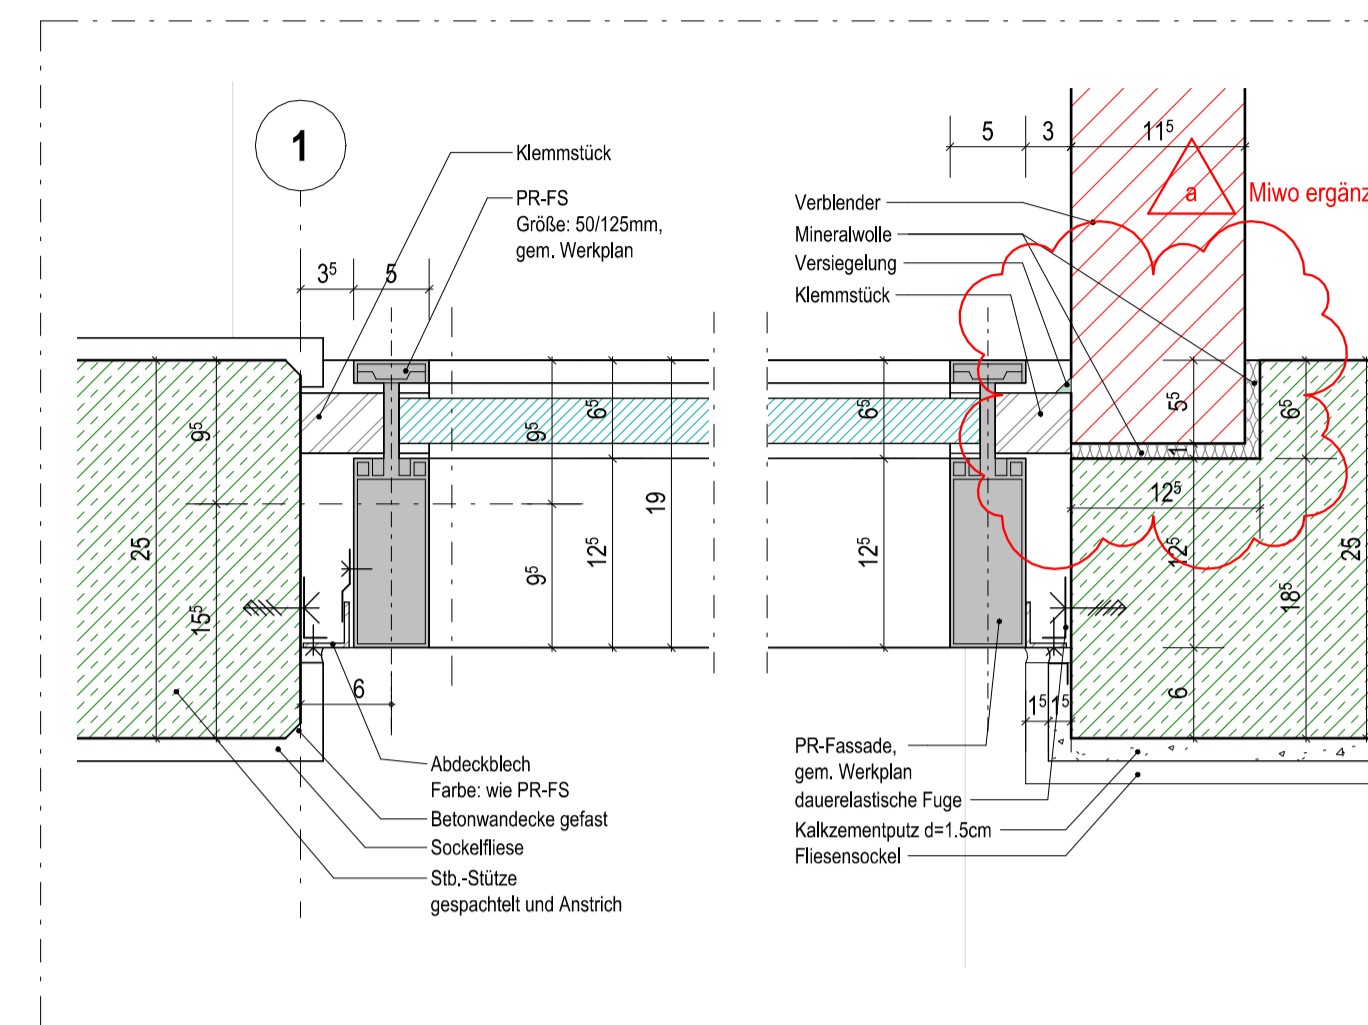 1
Klemmstück
PR-FS
Größe: 50/125mm,
gem. Werkplan
3⁵ 5
5 3 11⁵
a Miwo ergänz
Verblender
Mineralwolle
Versiegelung
Klemmstück
9⁵ 9⁵ 6⁵ 6⁵ 5⁵ 6⁵
1
12⁵
25 15⁵ 9⁵ 12⁵ 19 12⁵ 12⁵ 18⁵ 25
6
6
1⁵ 1⁵
Abdeckblech
Farbe: wie PR-FS
Betonwandecke gefast
Sockelfliese
Stb.-Stütze
gespachtelt und Anstrich
PR-Fassade,
gem. Werkplan
dauerelastische Fuge
Kalkzementputz d=1.5cm
Fliesensockel